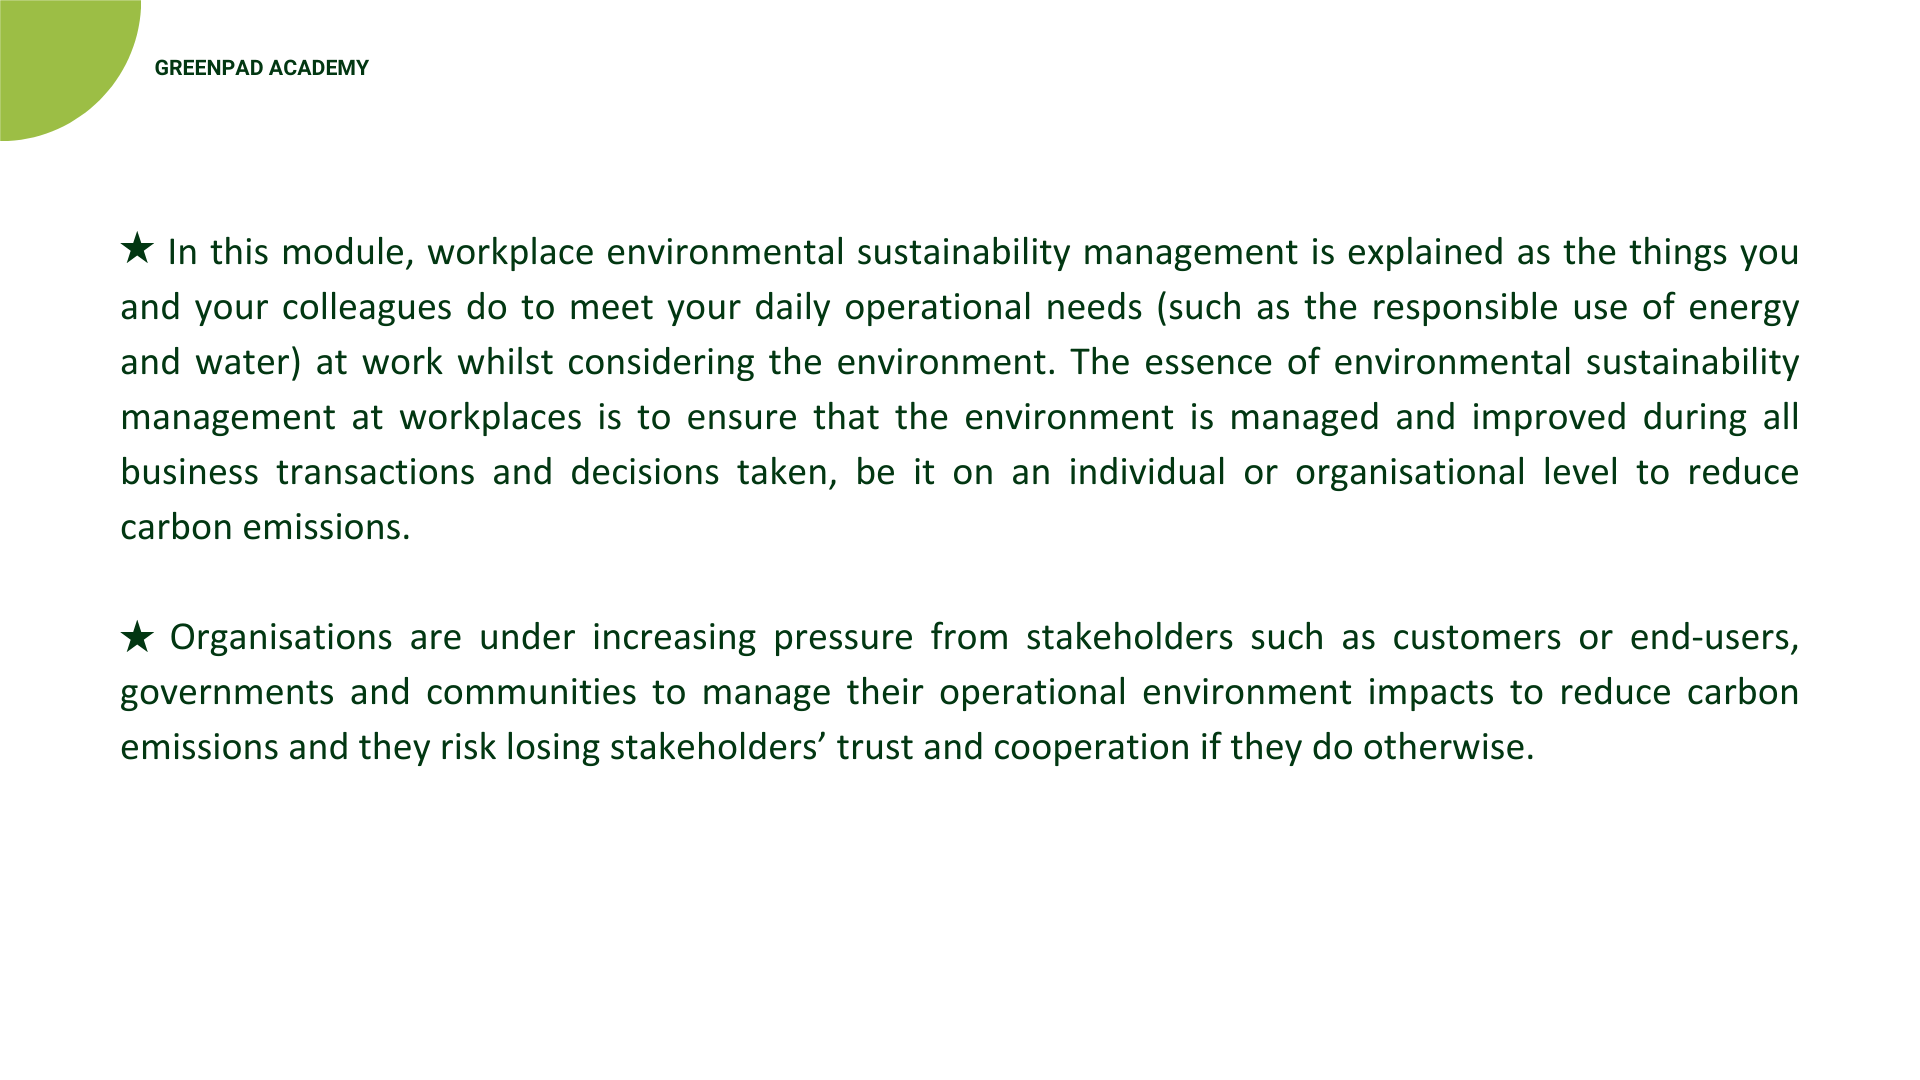 GREENPAD ACADEMY
★ In this module, workplace environmental sustainability management is explained as the things you
and your colleagues do to meet your daily operational needs (such as the responsible use of energy
and water) at work whilst considering the environment. The essence of environmental sustainability
management at workplaces is to ensure that the environment is managed and improved during all
business transactions and decisions taken, be it on an individual or organisational level to reduce
carbon emissions.
★ Organisations are under increasing pressure from stakeholders such as customers or end-users,
governments and communities to manage their operational environment impacts to reduce carbon
emissions and they risk losing stakeholders’ trust and cooperation if they do otherwise.